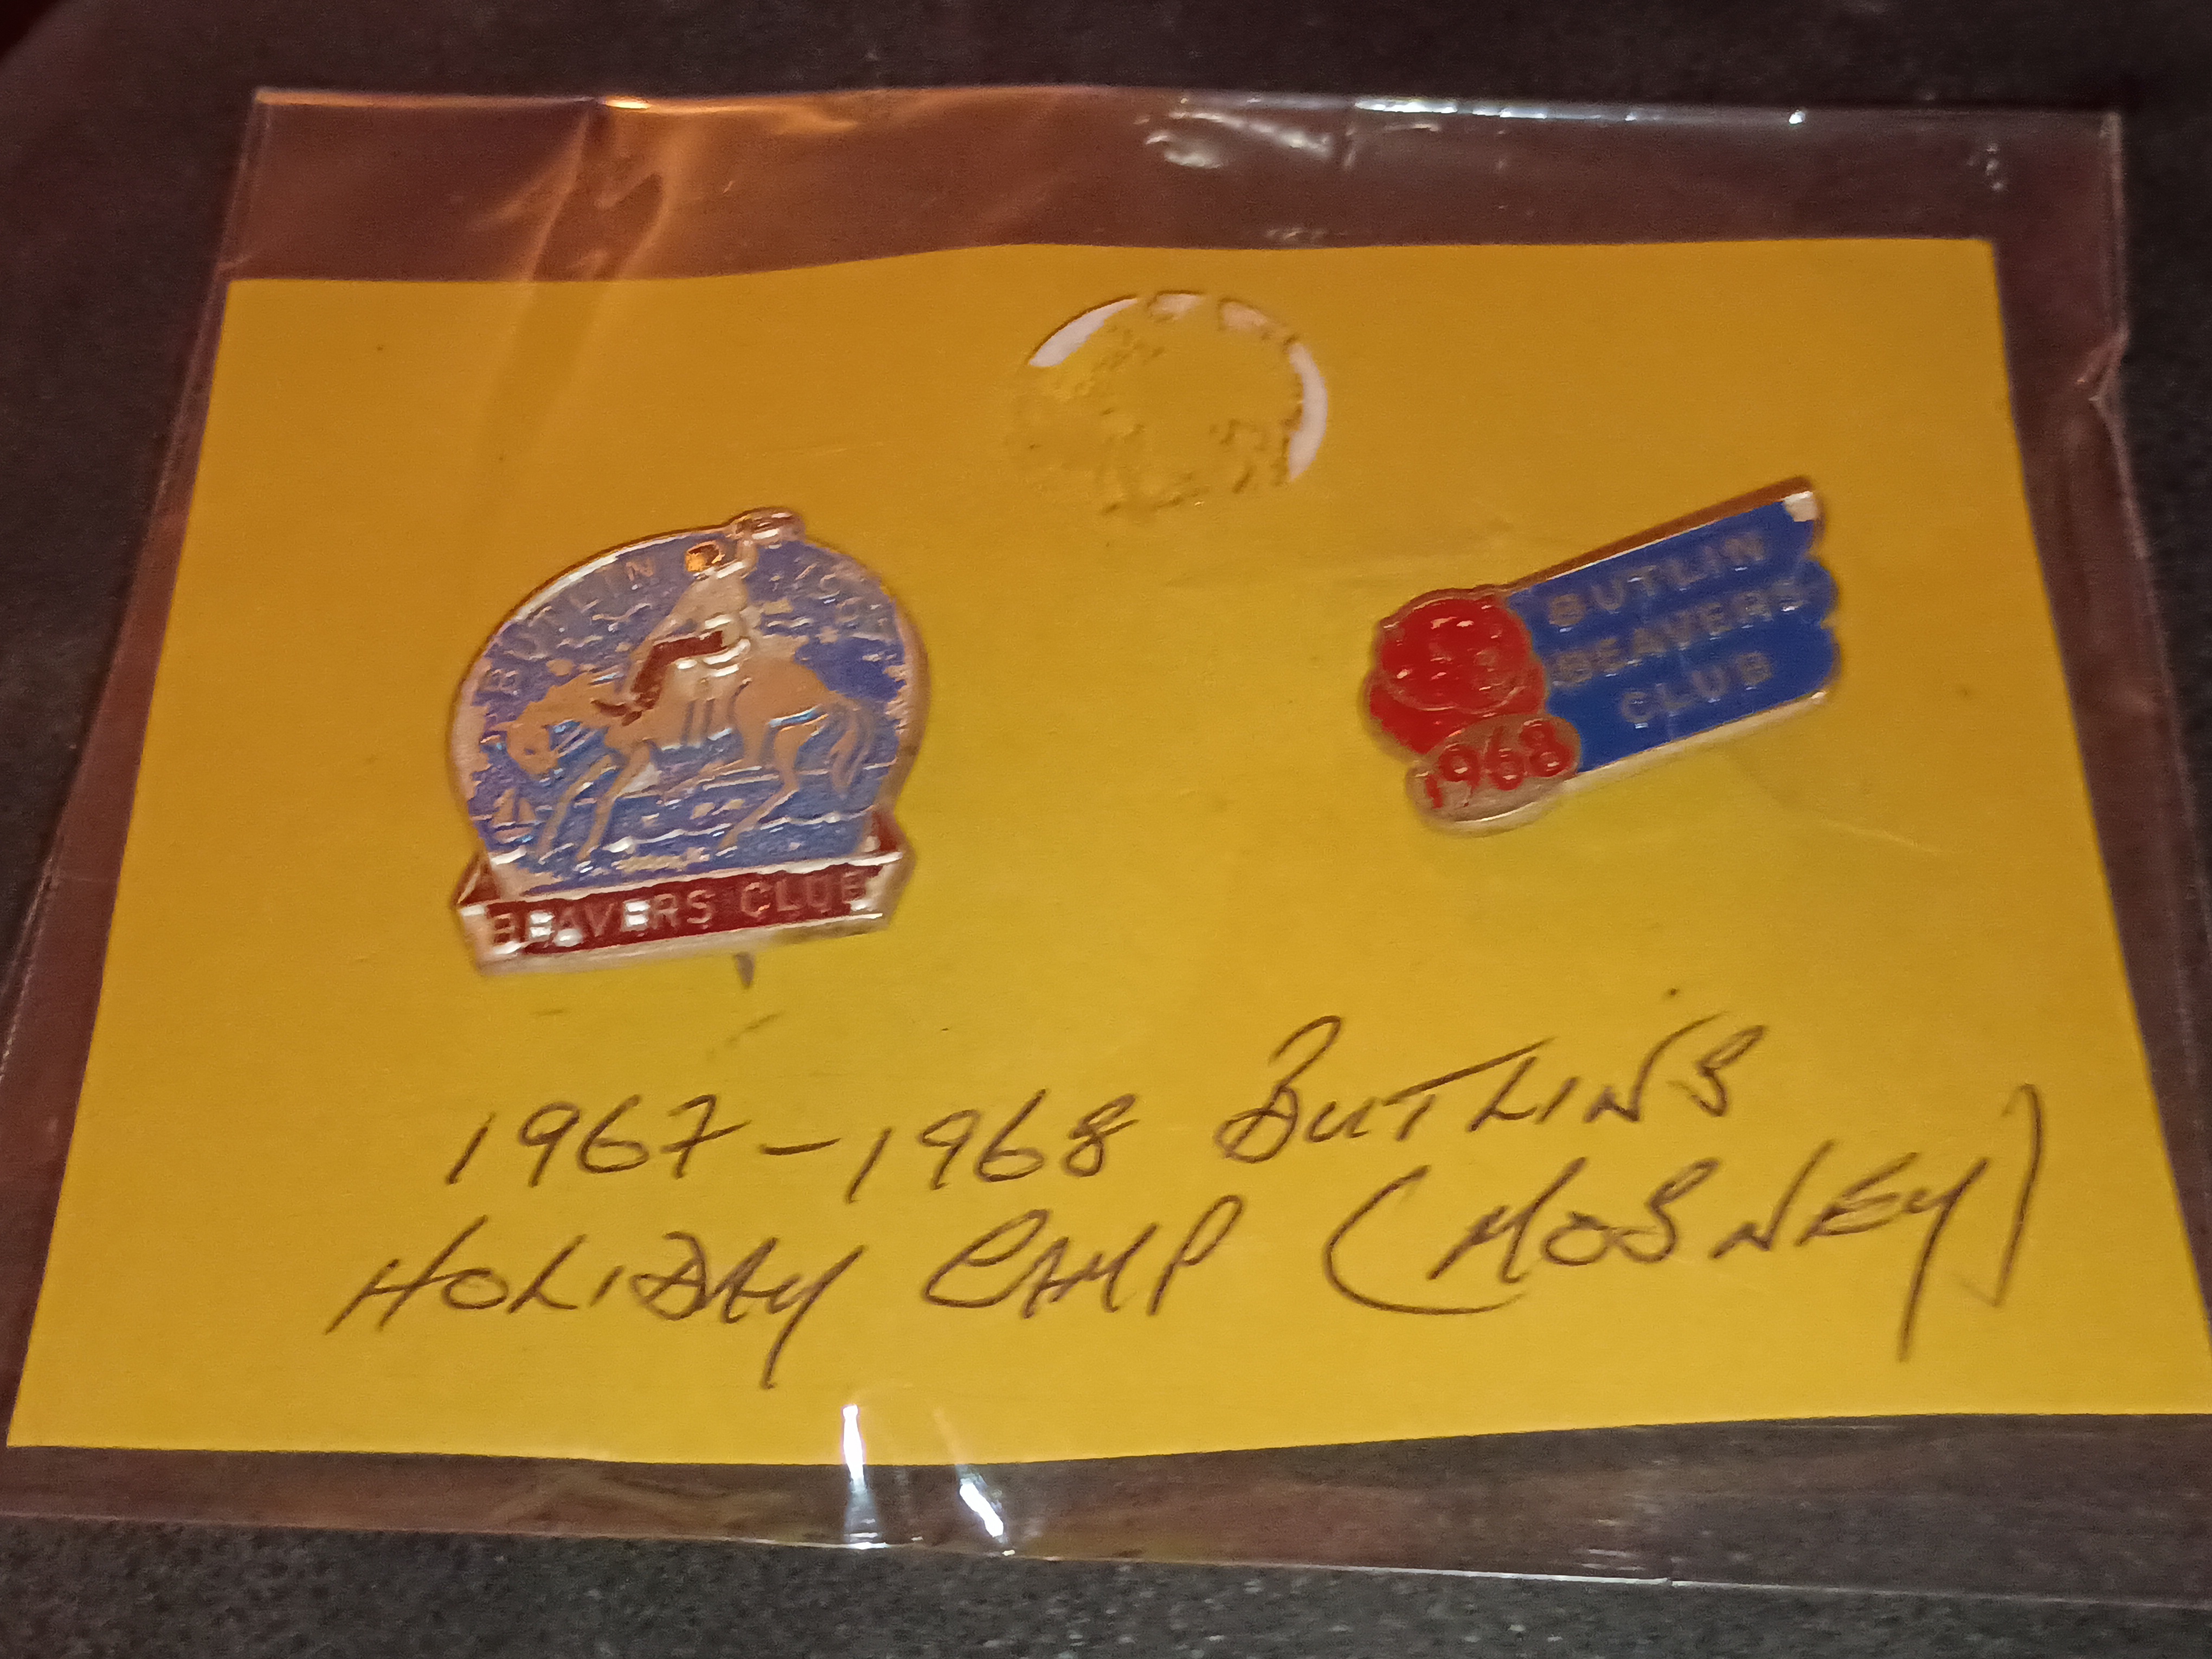 BUTLIN
BEAVERS CLUB
BUTLIN
BEAVERS
CLUB
1968
1967-1968 BUTLINS
HOLIDAY CAMP (MOSNEY)